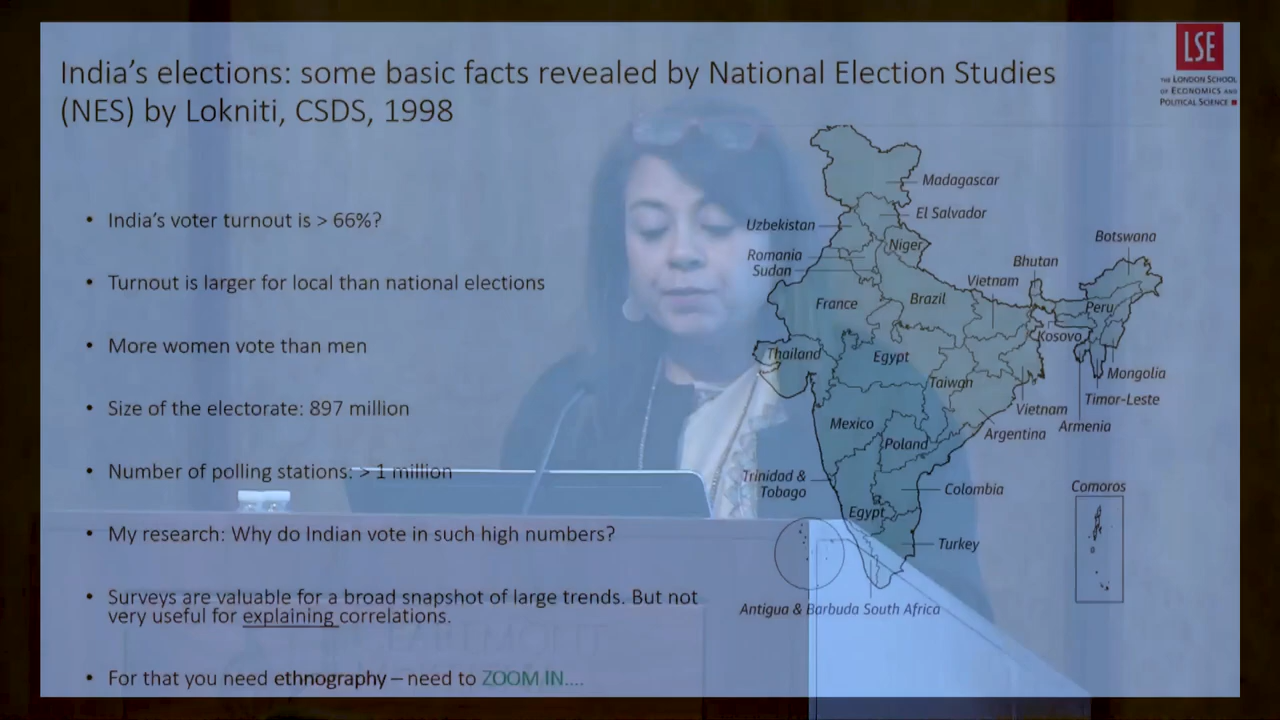 India's elections: some basic facts revealed by National Election Studies
(NES) by Lokniti, CSDS, 1998
LSE
THE LONDON SCHOOL
OF ECONOMICS AND
POLITICAL SCIENCE
• India's voter turnout is > 66%?
• Turnout is larger for local than national elections
• More women vote than men
• Size of the electorate: 897 million
• Number of polling stations: > 1 million
• My research: Why do Indian vote in such high numbers?
• Surveys are valuable for a broad snapshot of large trends. But not
very useful for explaining correlations.
• For that you need ethnography – need to ZOOM IN....
Madagascar
El Salvador
Uzbekistan
Niger
Botswana
Romania
Sudan
Bhutan
Vietnam
France
Brazil
Peru
Kosovo
Thailand
Egypt
Mongolia
Taiwan
Timor-Leste
Vietnam
Mexico
Armenia
Argentina
Poland
Trinidad &
Tobago
Colombia
Comoros
Egypt
Turkey
Antigua & Barbuda South Africa